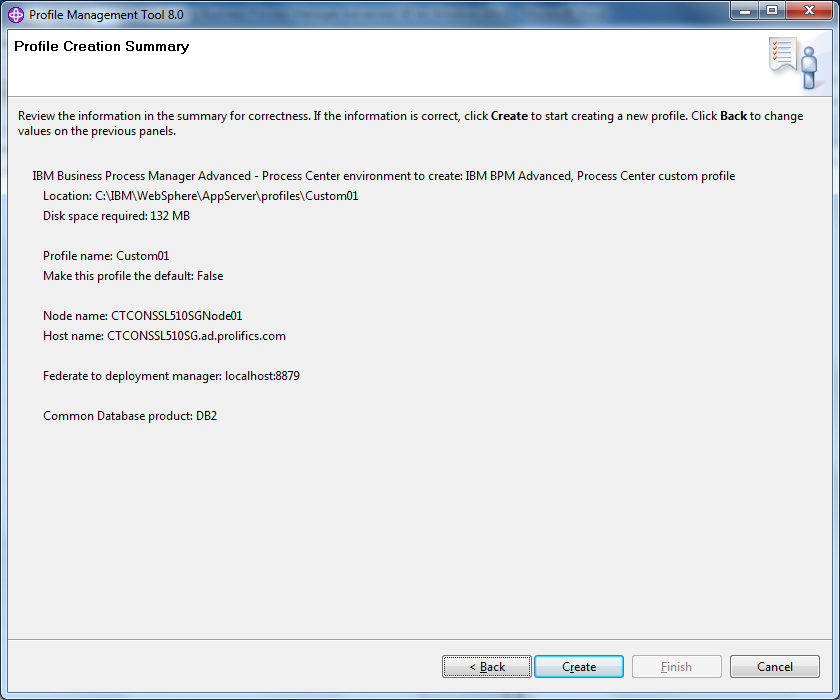 Profile Management Tool 8.0
Profile Creation Summary
Review the information in the summary for correctness. If the information is correct, click Create to start creating a new profile. Click Back to change
values on the previous panels.
IBM Business Process Manager Advanced - Process Center environment to create: IBM BPM Advanced, Process Center custom profile
Location: C:\IBM\WebSphere\AppServer\profiles\Custom01
Disk space required: 132 MB
Profile name: Custom01
Make this profile the default: False
Node name: CTCONSSL510SGNode01
Host name: CTCONSSL510SG.ad.prolifics.com
Federate to deployment manager: localhost:8879
Common Database product: DB2
< Back Create Finish Cancel